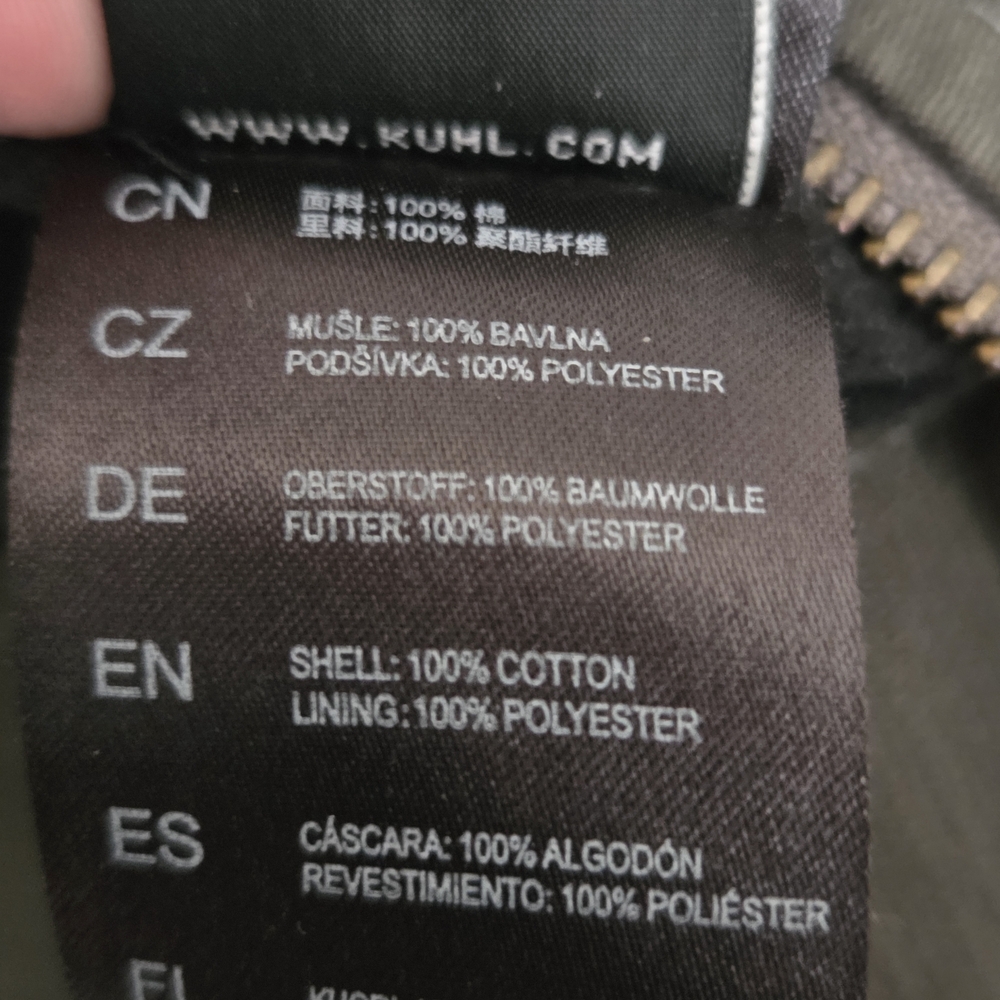 WWW.KUHL.COM
CN 面料:100% 棉
里料:100% 聚酯纤维
CZ MUŠLE: 100% BAVLNA
PODŠÍVKA: 100% POLYESTER
DE OBERSTOFF: 100% BAUMWOLLE
FUTTER: 100% POLYESTER
EN SHELL: 100% COTTON
LINING: 100% POLYESTER
ES CÁSCARA: 100% ALGODÓN
REVESTIMIENTO: 100% POLIÉSTER